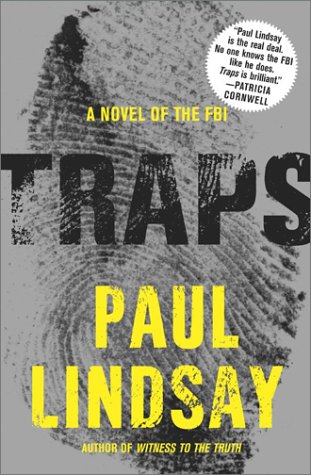 “Paul Lindsay
is the real deal.
No one knows the FBI
like he does.
Traps is brilliant.”
—PATRICIA
CORNWELL
A NOVEL OF THE FBI
TRAPS
PAUL
LINDSAY
AUTHOR OF WITNESS TO THE TRUTH